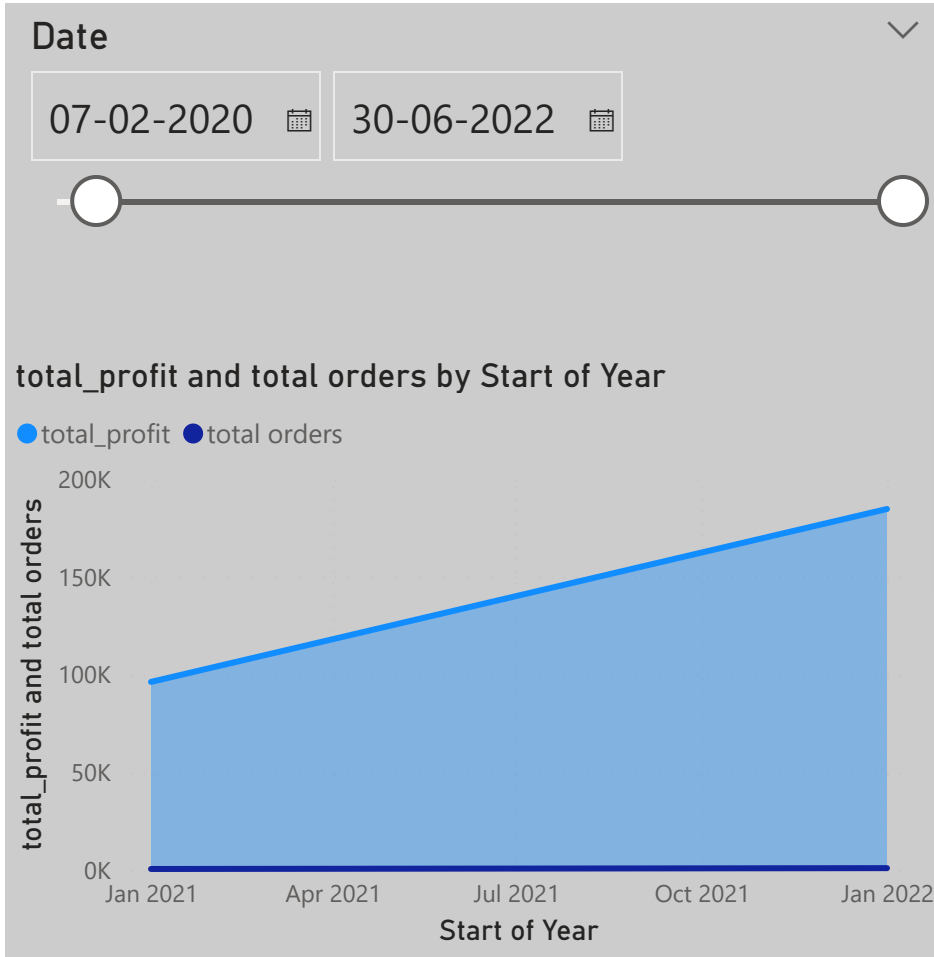 Date
07-02-2020 30-06-2022
total_profit and total orders by Start of Year
total_profit total orders
200K
150K
100K
50K
0K
total_profit and total orders
Jan 2021 Apr 2021 Jul 2021 Oct 2021 Jan 2022
Start of Year